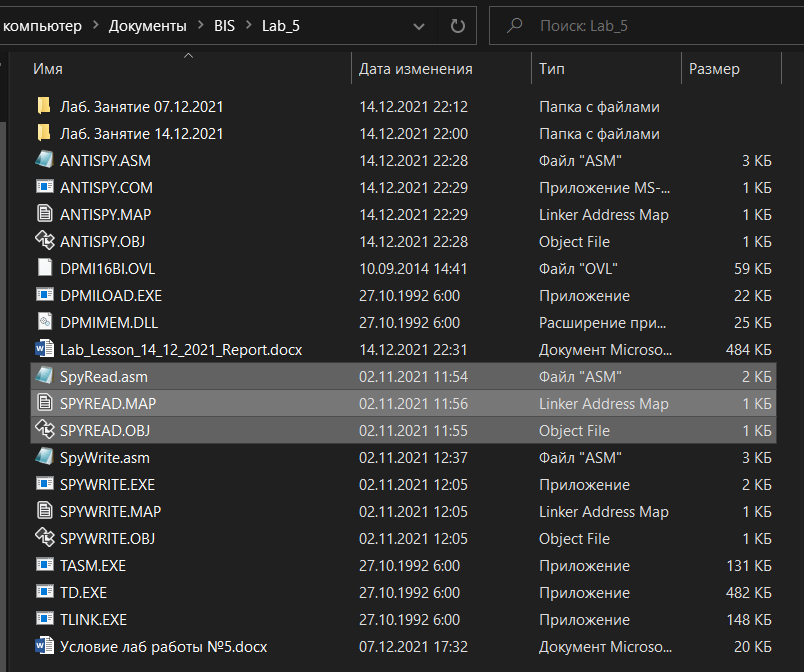 компьютер > Документы > BIS > Lab_5 Поиск: Lab_5
Имя Дата изменения Тип Размер
Лаб. Занятие 07.12.2021 14.12.2021 22:12 Папка с файлами
Лаб. Занятие 14.12.2021 14.12.2021 22:00 Папка с файлами
ANTISPY.ASM 14.12.2021 22:28 Файл "ASM" 3 КБ
ANTISPY.COM 14.12.2021 22:29 Приложение MS-... 1 КБ
ANTISPY.MAP 14.12.2021 22:29 Linker Address Map 1 КБ
ANTISPY.OBJ 14.12.2021 22:28 Object File 1 КБ
DPMI16BI.OVL 10.09.2014 14:41 Файл "OVL" 59 КБ
DPMILOAD.EXE 27.10.1992 6:00 Приложение 22 КБ
DPMIMEM.DLL 27.10.1992 6:00 Расширение при... 25 КБ
Lab_Lesson_14_12_2021_Report.docx 14.12.2021 22:31 Документ Microso... 484 КБ
SpyRead.asm 02.11.2021 11:54 Файл "ASM" 2 КБ
SPYREAD.MAP 02.11.2021 11:56 Linker Address Map 1 КБ
SPYREAD.OBJ 02.11.2021 11:55 Object File 1 КБ
SpyWrite.asm 02.11.2021 12:37 Файл "ASM" 3 КБ
SPYWRITE.EXE 02.11.2021 12:05 Приложение 2 КБ
SPYWRITE.MAP 02.11.2021 12:05 Linker Address Map 1 КБ
SPYWRITE.OBJ 02.11.2021 12:05 Object File 1 КБ
TASM.EXE 27.10.1992 6:00 Приложение 131 КБ
TD.EXE 27.10.1992 6:00 Приложение 482 КБ
TLINK.EXE 27.10.1992 6:00 Приложение 148 КБ
Условие лаб работы №5.docx 07.12.2021 17:32 Документ Microso... 20 КБ